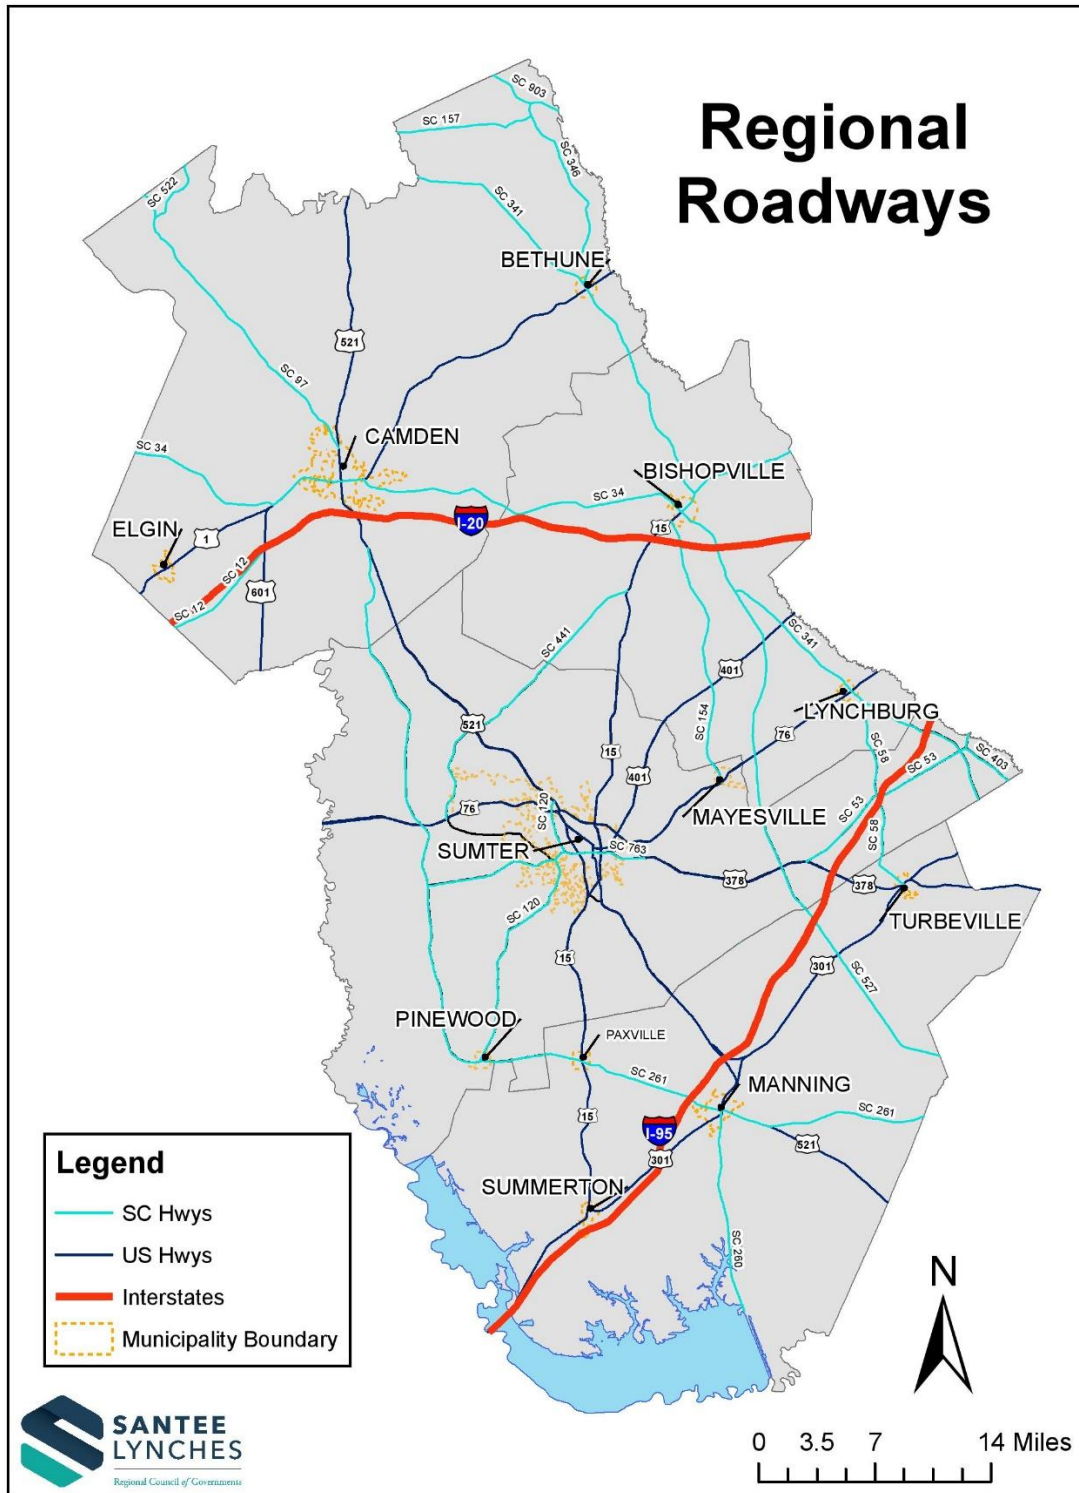 Regional
Roadways
SC 903
SC 157
SC 346
SC 522
SC 341
BETHUNE
521
SC 97
CAMDEN
SC 34
BISHOPVILLE
SC 34
I-20
15
ELGIN
1
SC 12
SC 12
601
SC 441
SC 341
401
LYNCHBURG
521
SC 154
76
SC 58
SC 403
15
401
SC 53
MAYESVILLE
76
SC 120
SC 53
SUMTER
SC 763
SC 58
378
378
TURBEVILLE
SC 120
15
301
SC 527
PINEWOOD
PAXVILLE
SC 261
MANNING
15
SC 261
I-95
301
521
SUMMERTON
SC 260
Legend
SC Hwys
US Hwys
Interstates
Municipality Boundary
N
SANTEE
LYNCHES
Regional Council of Governments
0 3.5 7 14 Miles